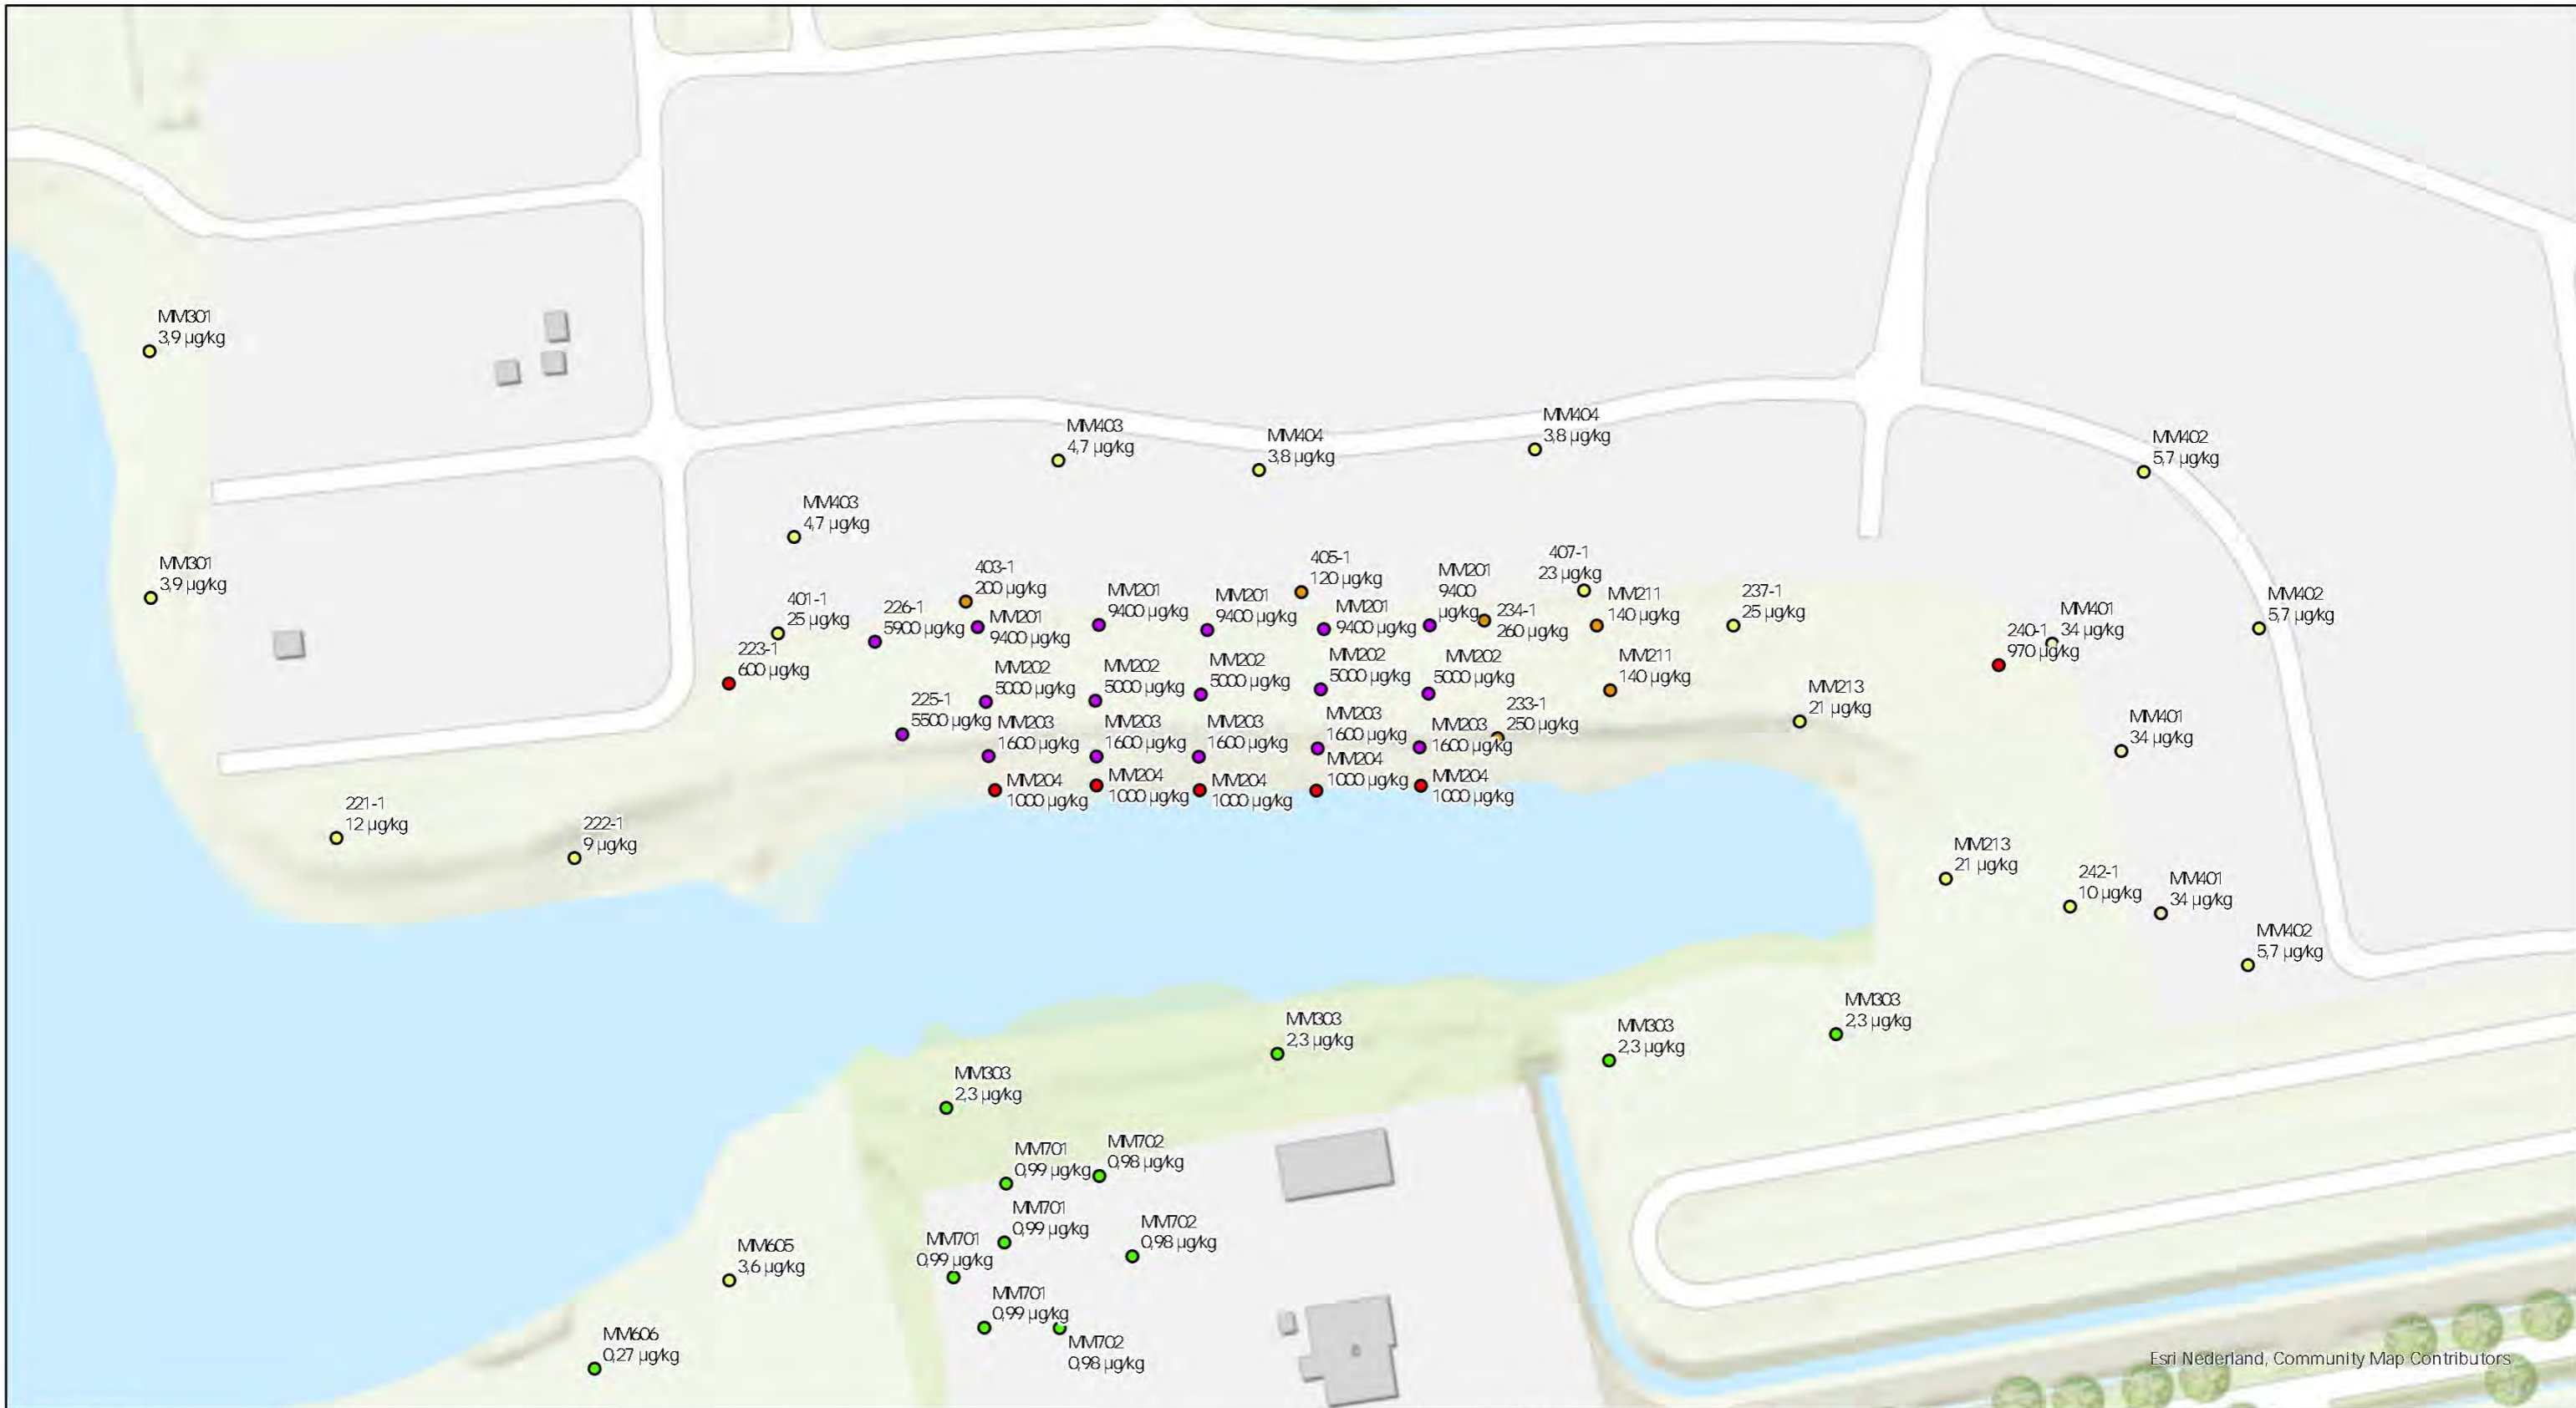 MM301
3,9 µg/kg
MM403
4,7 µg/kg
MM404
3,8 µg/kg
MM404
3,8 µg/kg
MM402
5,7 µg/kg
MM403
4,7 µg/kg
MM301
3,9 µg/kg
401-1
25 µg/kg
223-1
600 µg/kg
226-1
5900 µg/kg
403-1
200 µg/kg
MM201
9400 µg/kg
MM201
9400 µg/kg
MM201
9400 µg/kg
405-1
120 µg/kg
MM201
9400 µg/kg
MM201
9400
µg/kg
234-1
260 µg/kg
407-1
23 µg/kg
MM211
140 µg/kg
237-1
25 µg/kg
240-1
970 µg/kg
MM401
34 µg/kg
MM402
5,7 µg/kg
MM202
5000 µg/kg
MM202
5000 µg/kg
MM202
5000 µg/kg
MM202
5000 µg/kg
MM202
5000 µg/kg
MM211
140 µg/kg
MM213
21 µg/kg
225-1
5500 µg/kg
MM203
1600 µg/kg
MM203
1600 µg/kg
MM203
1600 µg/kg
MM203
1600 µg/kg
MM203
1600 µg/kg
233-1
250 µg/kg
MM401
34 µg/kg
MM204
1000 µg/kg
MM204
1000 µg/kg
MM204
1000 µg/kg
MM204
1000 µg/kg
MM204
1000 µg/kg
221-1
12 µg/kg
222-1
9 µg/kg
MM213
21 µg/kg
242-1
10 µg/kg
MM401
34 µg/kg
MM402
5,7 µg/kg
MM303
2,3 µg/kg
MM303
2,3 µg/kg
MM303
2,3 µg/kg
MM303
2,3 µg/kg
MM701
0,99 µg/kg
MM702
0,98 µg/kg
MM701
0,99 µg/kg
MM702
0,98 µg/kg
MM701
0,99 µg/kg
MM605
3,6 µg/kg
MM701
0,99 µg/kg
MM702
0,98 µg/kg
MM606
0,27 µg/kg
Esri Nederland, Community Map Contributors